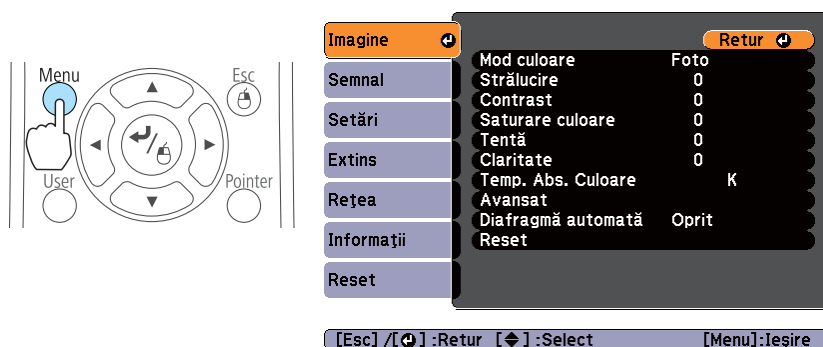 Menu
Esc
User
Pointer
Imagine
Semnal
Setări
Extins
Reţea
Informaţii
Reset
Retur
Mod culoare Foto
Strălucire 0
Contrast 0
Saturare culoare 0
Tentă 0
Claritate 0
Temp. Abs. Culoare K
Avansat
Diafragmă automată Oprit
Reset
[Esc] /[ ] :Retur [ ] :Select [Menu]:Ieşire